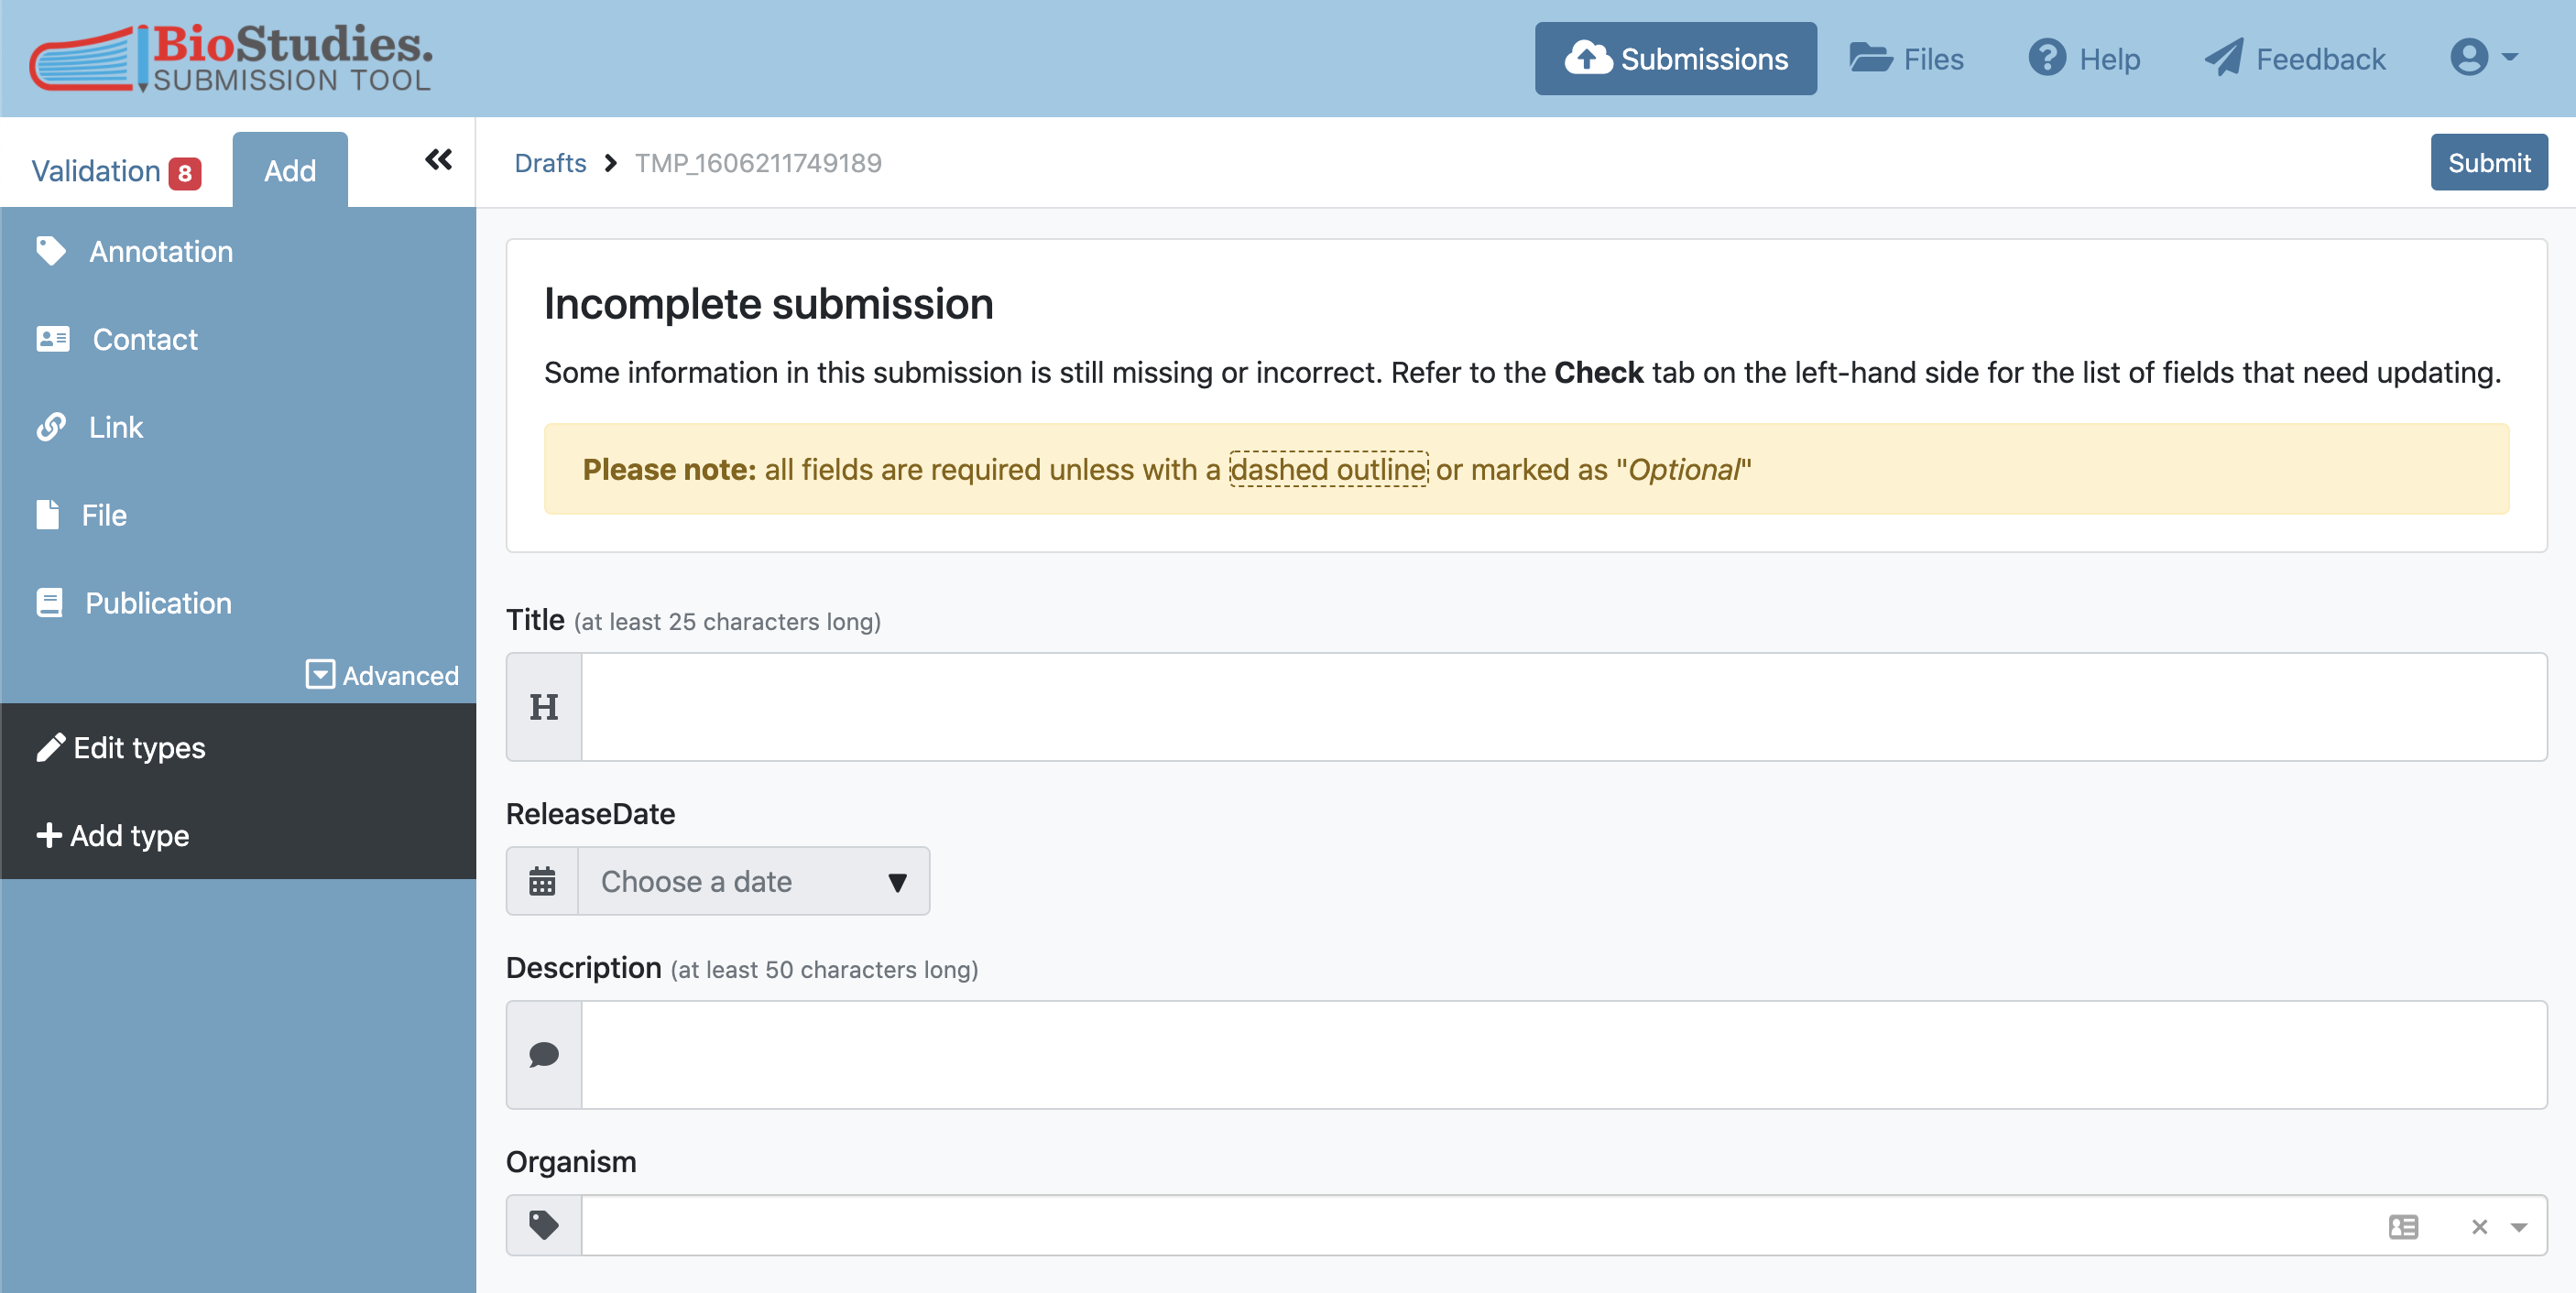 BioStudies.
SUBMISSION TOOL
Submissions
Files
Help
Feedback
Validation 8
Add
Drafts
TMP_1606211749189
Submit
Annotation
Contact
Link
File
Publication
Advanced
Edit types
Add type
Incomplete submission
Some information in this submission is still missing or incorrect. Refer to the Check tab on the left-hand side for the list of fields that need updating.
Please note: all fields are required unless with a dashed outline or marked as "Optional"
Title (at least 25 characters long)
H
ReleaseDate
Choose a date
Description (at least 50 characters long)
Organism